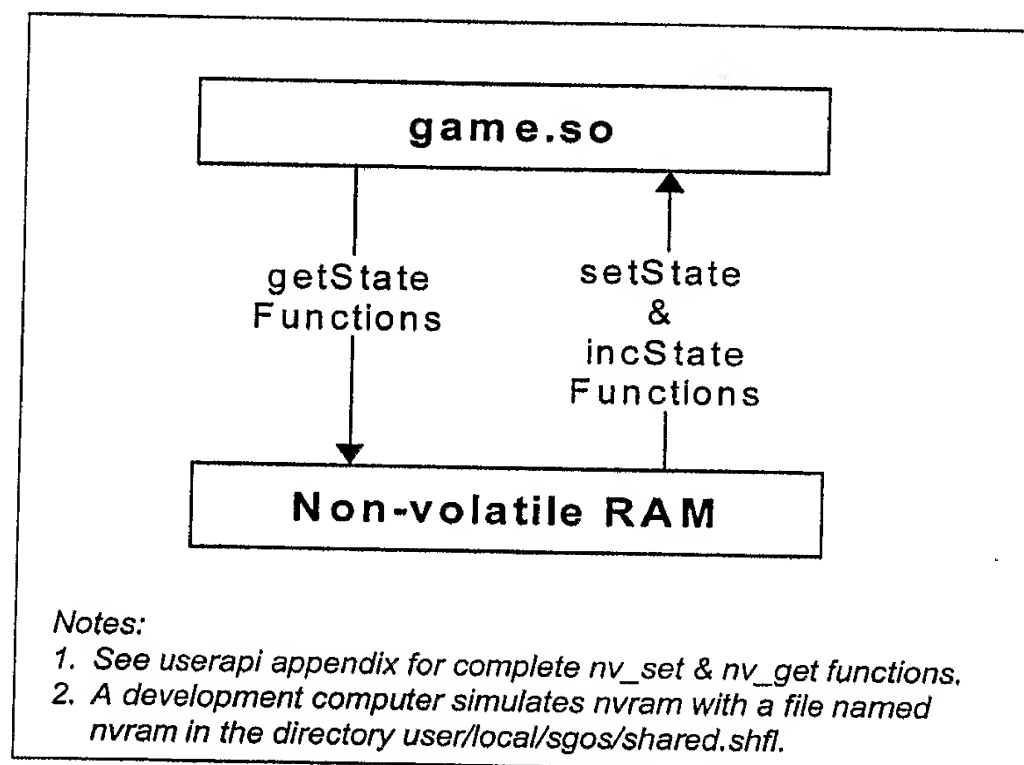 game.so
getState
Functions
setState
&
incState
Functions
Non-volatile RAM
Notes:
1. See userapi appendix for complete nv_set & nv_get functions.
2. A development computer simulates nvram with a file named
nvram in the directory user/local/sgos/shared.shfl.